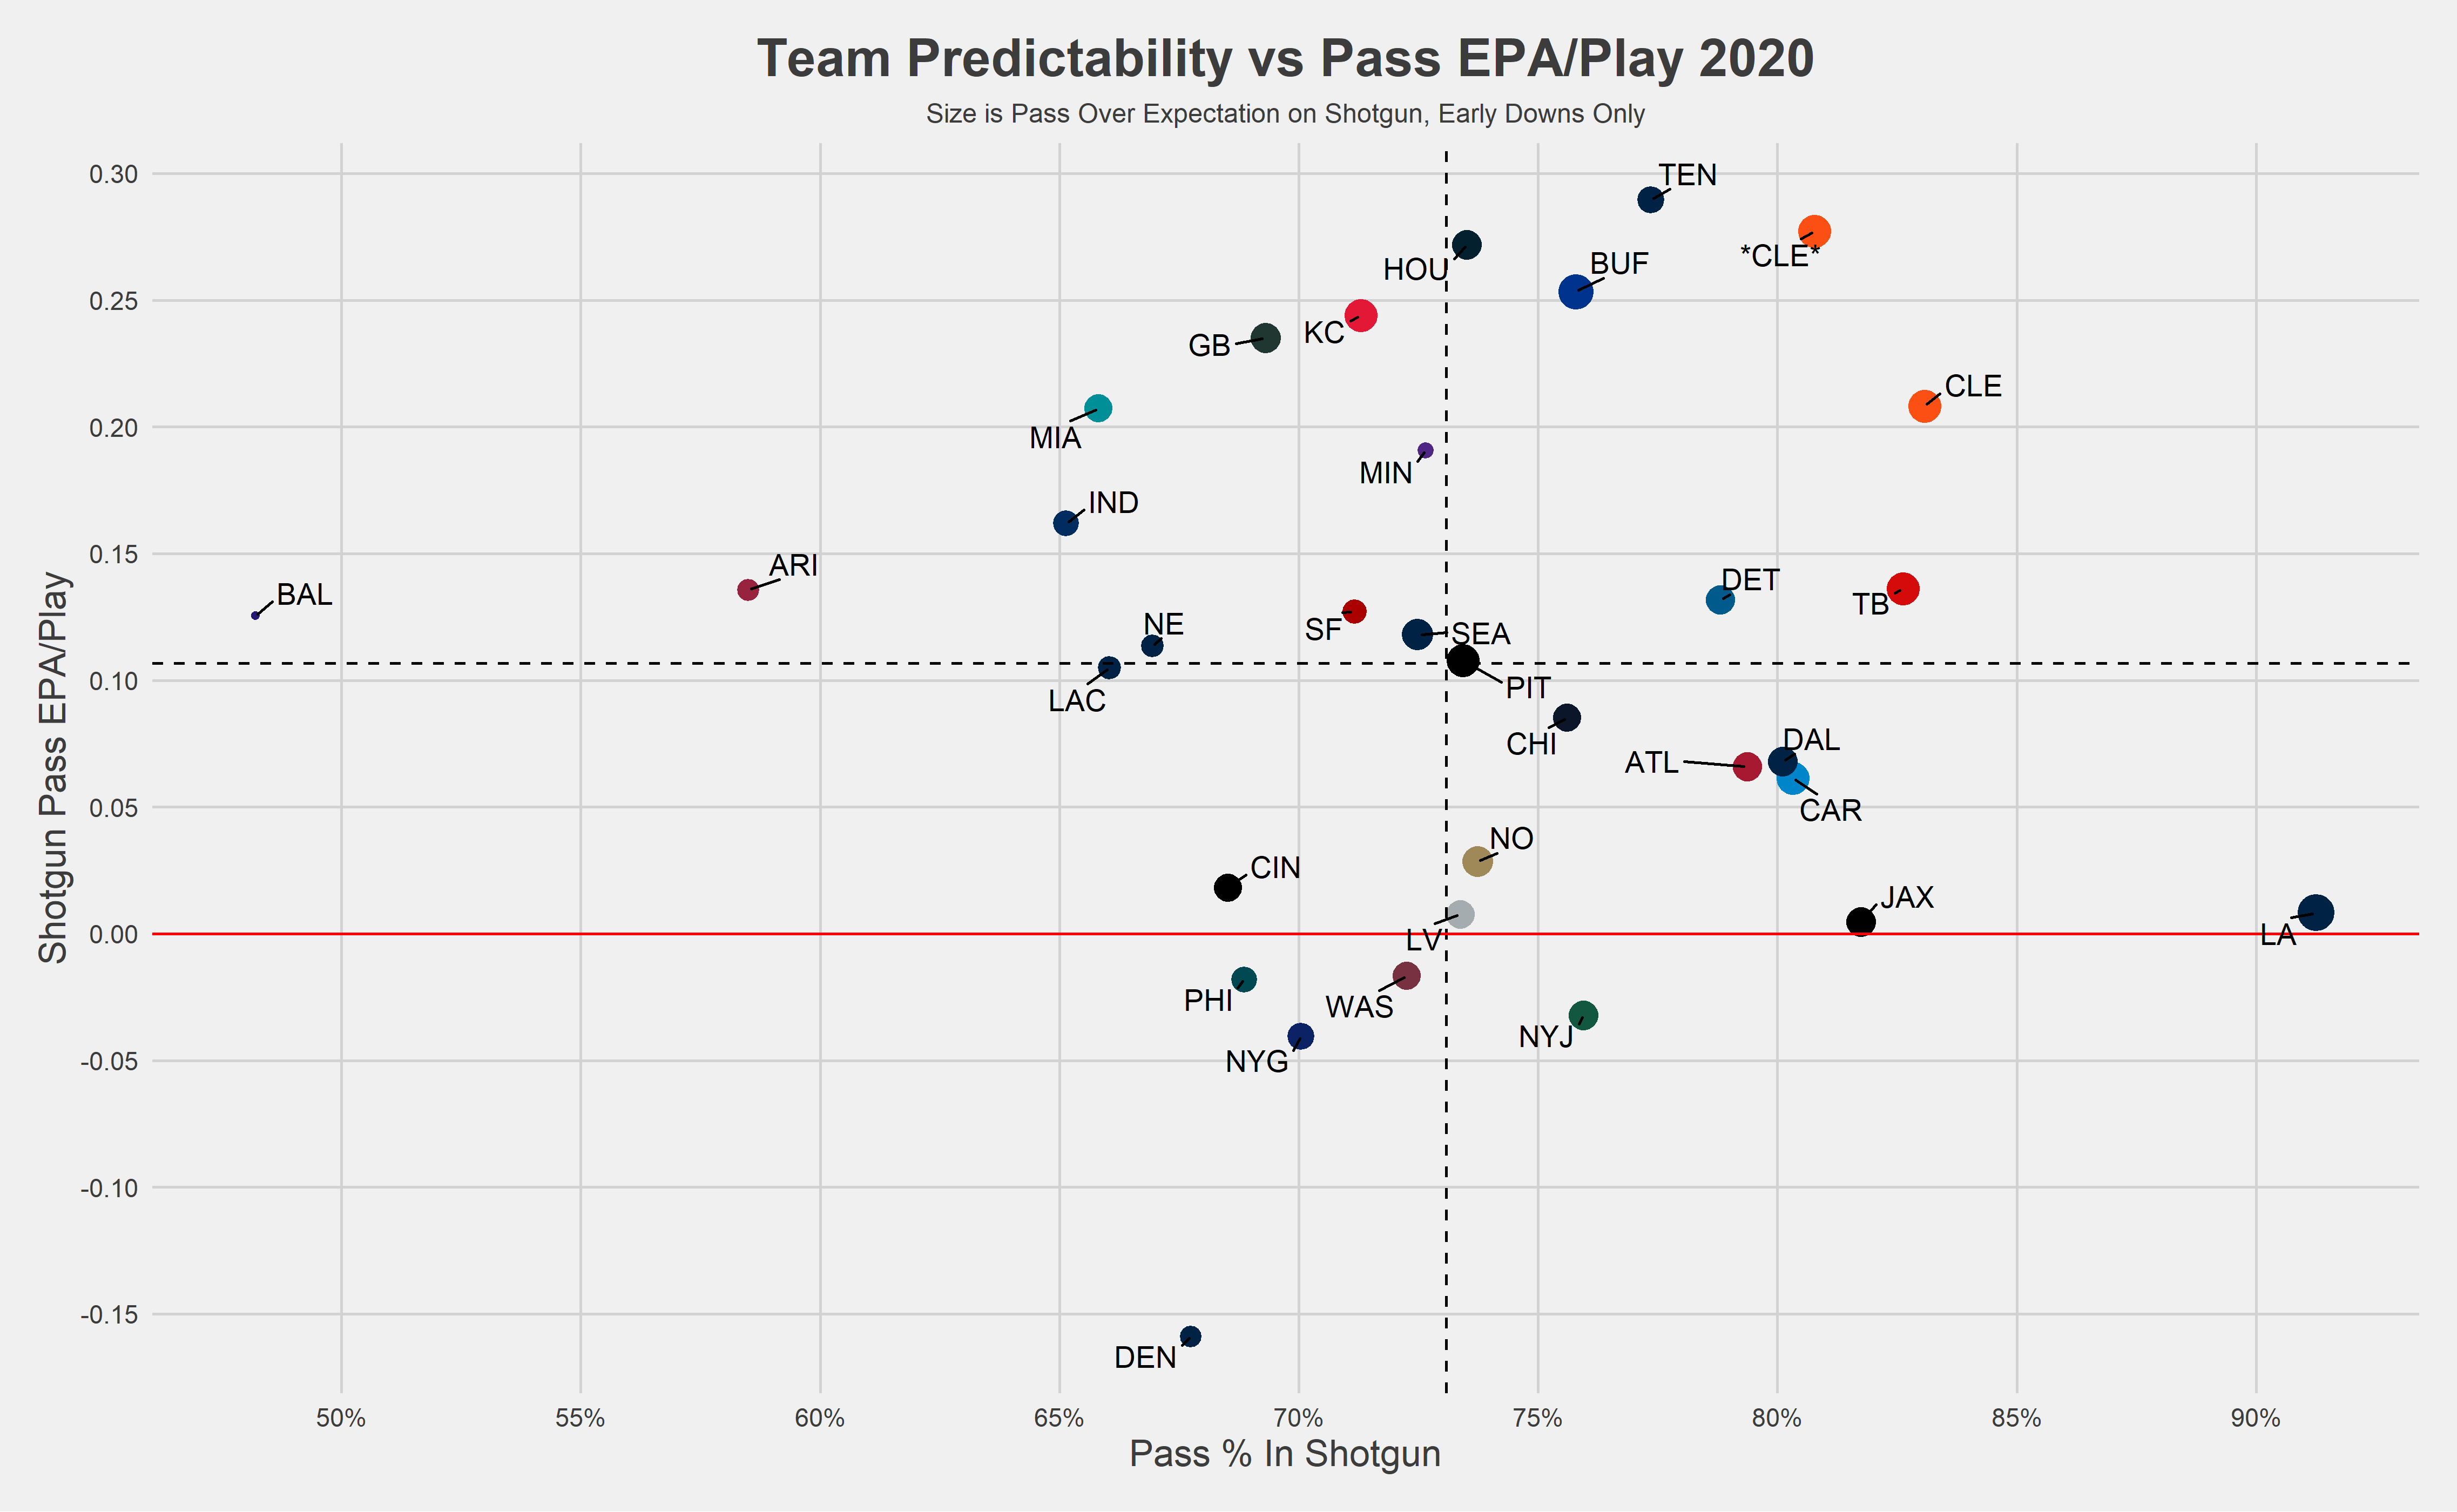 Team Predictability vs Pass EPA/Play 2020
Size is Pass Over Expectation on Shotgun, Early Downs Only
0.30
0.25
0.20
0.15
0.10
0.05
0.00
-0.05
-0.10
-0.15
Shotgun Pass EPA/Play
TEN
*CLE*
HOU
BUF
KC
GB
CLE
MIA
MIN
IND
ARI
BAL
DET
TB
SF
NE
SEA
LAC
PIT
CHI
DAL
ATL
CAR
NO
CIN
JAX
LV
LA
PHI
WAS
NYJ
NYG
DEN
50%
55%
60%
65%
70%
75%
80%
85%
90%
Pass % In Shotgun